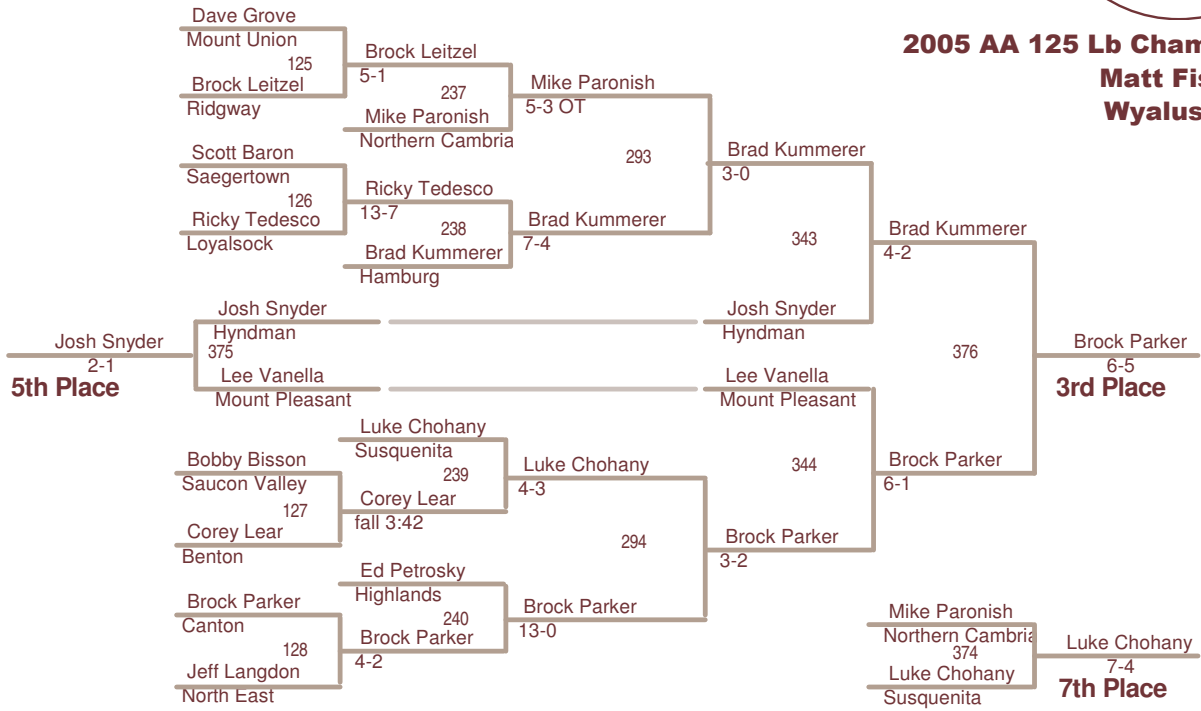 2005 AA 125 Lb Cham
Matt Fis
Wyalus
Dave Grove
Mount Union
125
Brock Leitzel
Ridgway
Brock Leitzel
5-1
237
Mike Paronish
Northern Cambria
Mike Paronish
5-3 OT
Scott Baron
Saegertown
126
Ricky Tedesco
Loyalsock
Ricky Tedesco
13-7
238
Brad Kummerer
Hamburg
Brad Kummerer
7-4
293
Brad Kummerer
3-0
343
Josh Snyder
Hyndman
Brad Kummerer
4-2
Josh Snyder
Hyndman
375
Lee Vanella
Mount Pleasant
Josh Snyder
2-1
5th Place
376
Brock Parker
6-5
3rd Place
Lee Vanella
Mount Pleasant
344
Brock Parker
6-1
Luke Chohany
Susquenita
239
Luke Chohany
4-3
Bobby Bisson
Saucon Valley
127
Corey Lear
Benton
Corey Lear
fall 3:42
294
Brock Parker
3-2
Ed Petrosky
Highlands
240
Brock Parker
13-0
Brock Parker
Canton
128
Jeff Langdon
North East
Brock Parker
4-2
Mike Paronish
Northern Cambria
374
Luke Chohany
Susquenita
Luke Chohany
7-4
7th Place